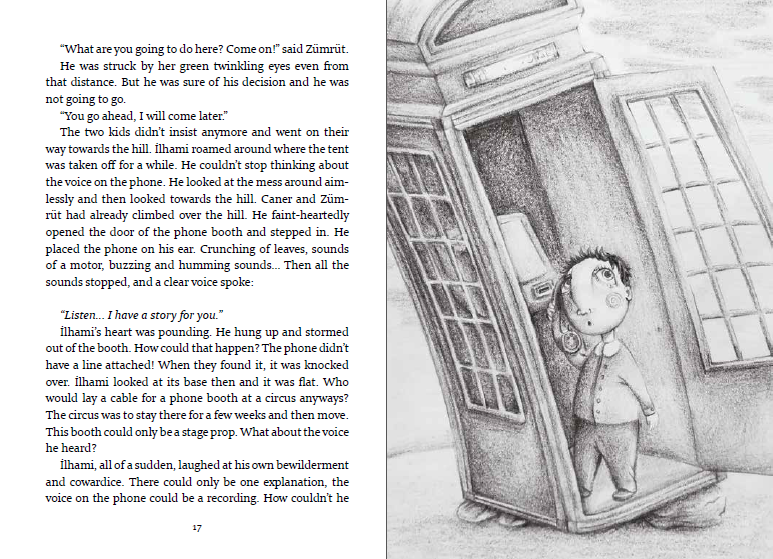 “What are you going to do here? Come on!” said Zümrüt.
He was struck by her green twinkling eyes even from
that distance. But he was sure of his decision and he was
not going to go.
“You go ahead, I will come later.”
The two kids didn’t insist anymore and went on their
way towards the hill. İlhami roamed around where the tent
was taken off for a while. He couldn’t stop thinking about
the voice on the phone. He looked at the mess around aim-
lessly and then looked towards the hill. Caner and Züm-
rüt had already climbed over the hill. He faint-heartedly
opened the door of the phone booth and stepped in. He
placed the phone on his ear. Crunching of leaves, sounds
of a motor, buzzing and humming sounds... Then all the
sounds stopped, and a clear voice spoke:
“Listen... I have a story for you.”
İlhami’s heart was pounding. He hung up and stormed
out of the booth. How could that happen? The phone didn’t
have a line attached! When they found it, it was knocked
over. İlhami looked at its base then and it was flat. Who
would lay a cable for a phone booth at a circus anyways?
The circus was to stay there for a few weeks and then move.
This booth could only be a stage prop. What about the voice
he heard?
İlhami, all of a sudden, laughed at his own bewilderment
and cowardice. There could only be one explanation, the
voice on the phone could be a recording. How couldn’t he
17